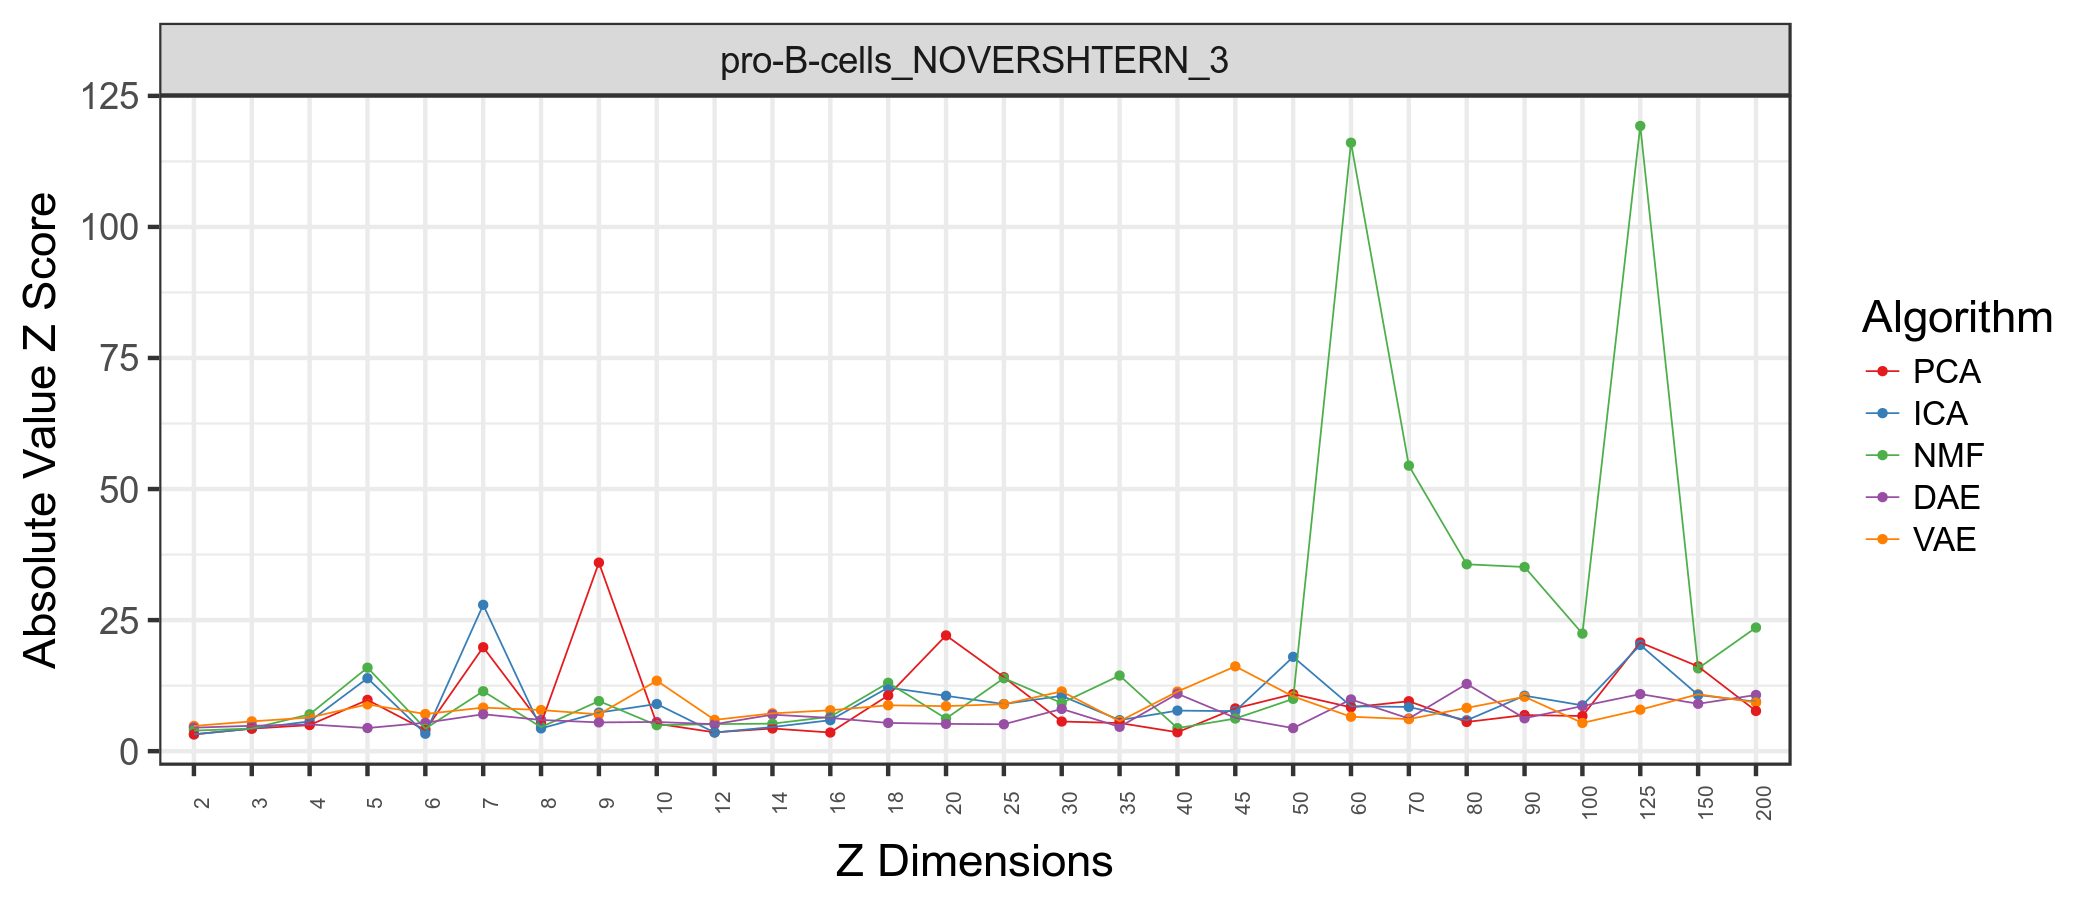 pro-B-cells_NOVERSHTERN_3
125
100
75
50
25
0
Absolute Value Z Score
2 3 4 5 6 7 8 9 10 12 14 16 18 20 25 30 35 40 45 50 60 70 80 90 100 125 150 200
Z Dimensions
Algorithm
PCA
ICA
NMF
DAE
VAE